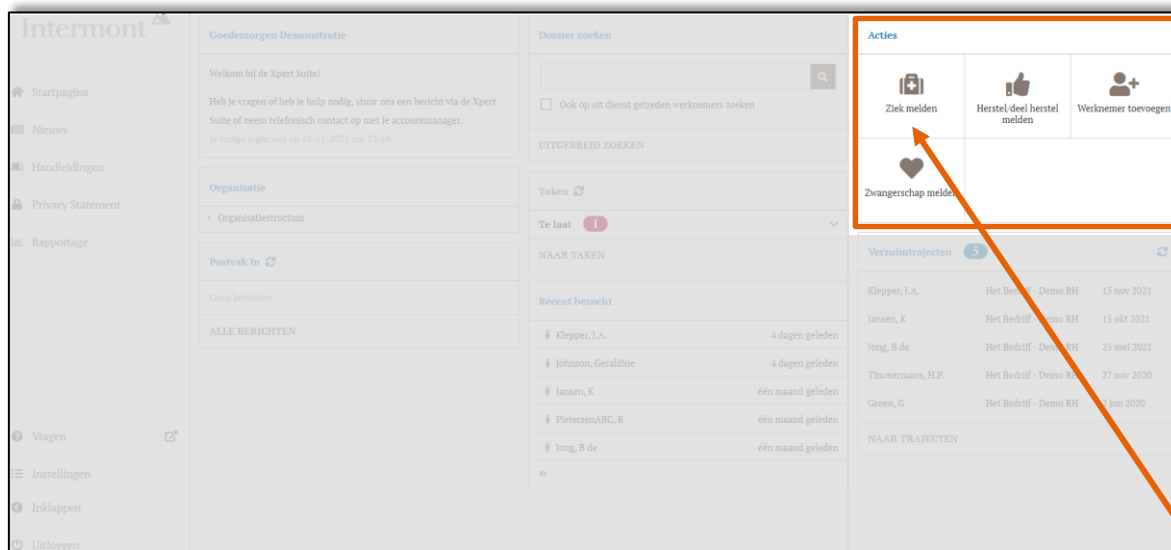 Intermont
Startpagina
Nieuws
Handleidingen
Privacy Statement
Rapportage
Vragen
Instellingen
Inklappen
Uitloggen
Goedemorgen Demonstratie
Welkom bij de Xpert Suite!
Heb je vragen of heb je hulp nodig, stuur ons een bericht via de Xpert
Suite of neem telefonisch contact op met je accountmanager.
Je vorige login was op 18-11-2021 om 13:49.
Organisatie
Organisatiestructuur
Postvak In
Geen berichten
ALLE BERICHTEN
Dossier zoeken
Ook op uit dienst getreden werknemers zoeken
UITGEBREID ZOEKEN
Taken
Te laat 1
NAAR TAKEN
Recent bezocht
Klepper, J.A. 4 dagen geleden
Johnson, Geraldine 4 dagen geleden
Jansen, K één maand geleden
PietersenABC, R één maand geleden
Jong, B de één maand geleden
»
Acties
Ziek melden
Herstel/deel herstel
melden
Werknemer toevoegen
Zwangerschap melden
Verzuimtrajecten 5
Klepper, J.A. Het Bedrijf - Demo RH 15 nov 2021
Jansen, K Het Bedrijf - Demo RH 15 okt 2021
Jong, B de Het Bedrijf - Demo RH 25 mei 2021
Timmermans, H.P. Het Bedrijf - Demo RH 27 nov 2020
Groen, G Het Bedrijf - Demo RH 2 jun 2020
NAAR TRAJECTEN